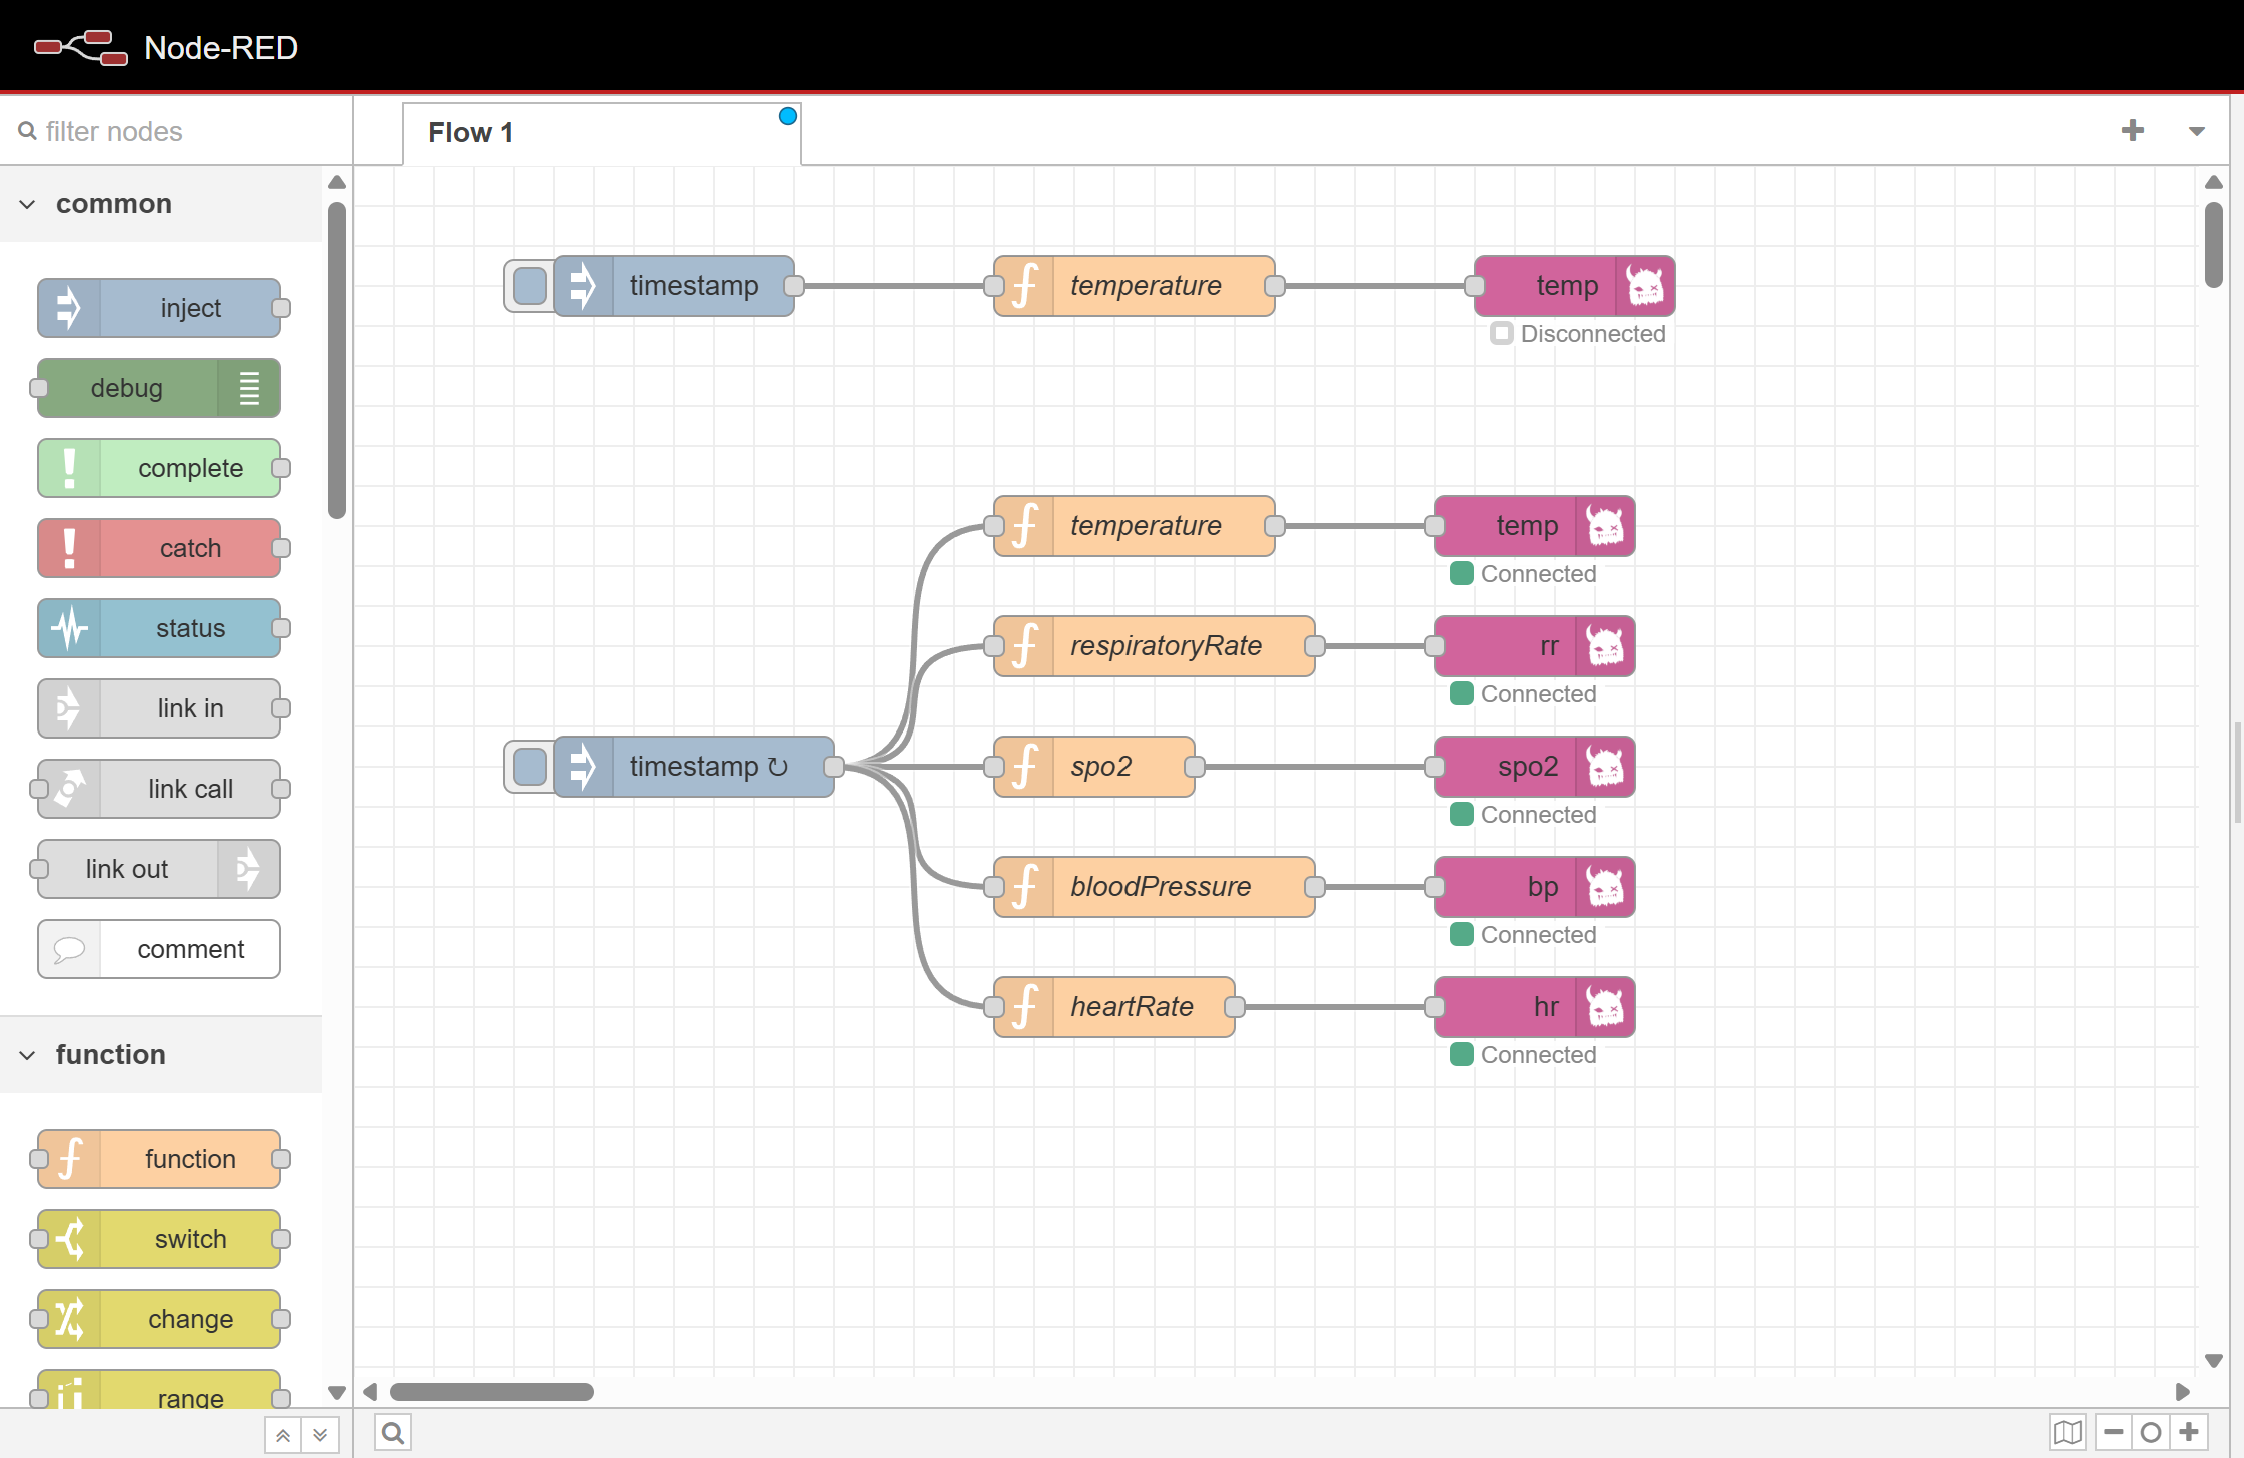 Node-RED
filter nodes
Flow 1
common
inject
debug
complete
catch
status
link in
link call
link out
comment
function
function
switch
change
range
timestamp
temperature
temp
Disconnected
temperature
temp
Connected
respiratoryRate
rr
Connected
timestamp ↻
spo2
spo2
Connected
bloodPressure
bp
Connected
heartRate
hr
Connected